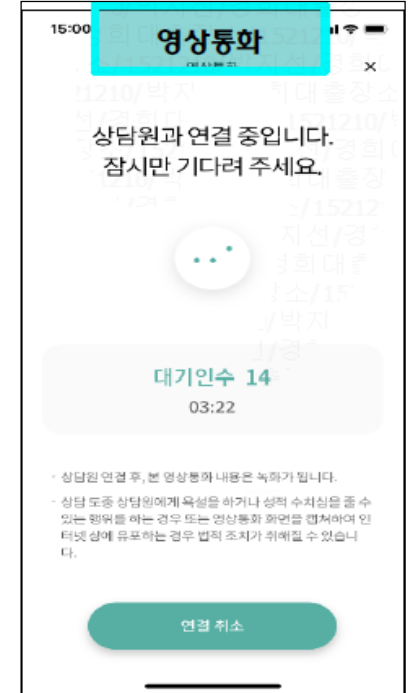 15:00
영상통화
영상통화
×
상담원과 연결 중입니다.
잠시만 기다려 주세요.
대기인수 14
03:22
· 상담원 연결 후, 본 영상통화 내용은 녹화가 됩니다.
· 상담 도중 상담원에게 욕설을 하거나 성적 수치심을 줄 수
있는 행위를 하는 경우 또는 영상통화 화면을 캡쳐하여 인
터넷 상에 유포하는 경우 법적 조치가 취해질 수 있습니
다.
연결 취소